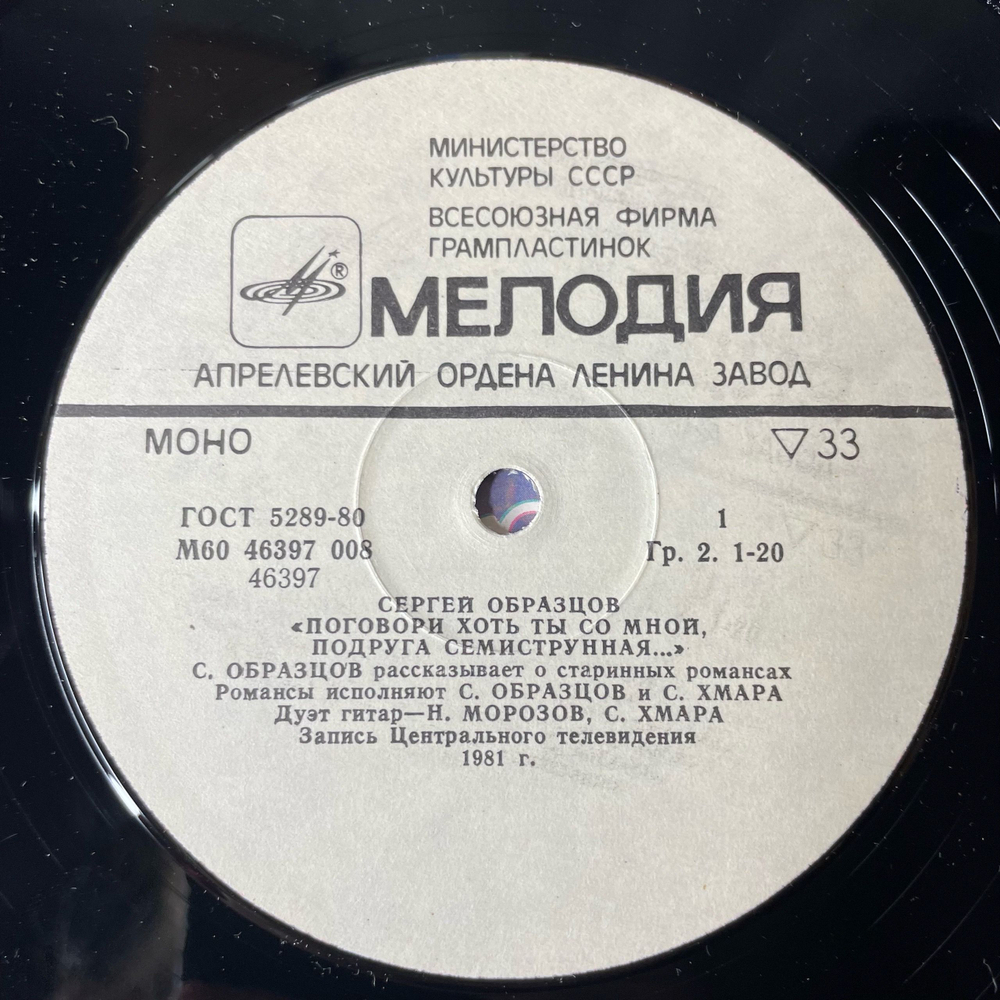 МИНИСТЕРСТВО
КУЛЬТУРЫ СССР
ВСЕСОЮЗНАЯ ФИРМА
ГРАМПЛАСТИНОК
®
МЕЛОДИЯ
АПРЕЛЕВСКИЙ ОРДЕНА ЛЕНИНА ЗАВОД
МОНО ▽33
ГОСТ 5289-80 1
М60 46397 008 Гр. 2. 1-20
46397
СЕРГЕЙ ОБРАЗЦОВ
«ПОГОВОРИ ХОТЬ ТЫ СО МНОЙ,
ПОДРУГА СЕМИСТРУННАЯ...»
С. ОБРАЗЦОВ рассказывает о старинных романсах
Романсы исполняют С. ОБРАЗЦОВ и С. ХМАРА
Дуэт гитар—Н. МОРОЗОВ, С. ХМАРА
Запись Центрального телевидения
1981 г.